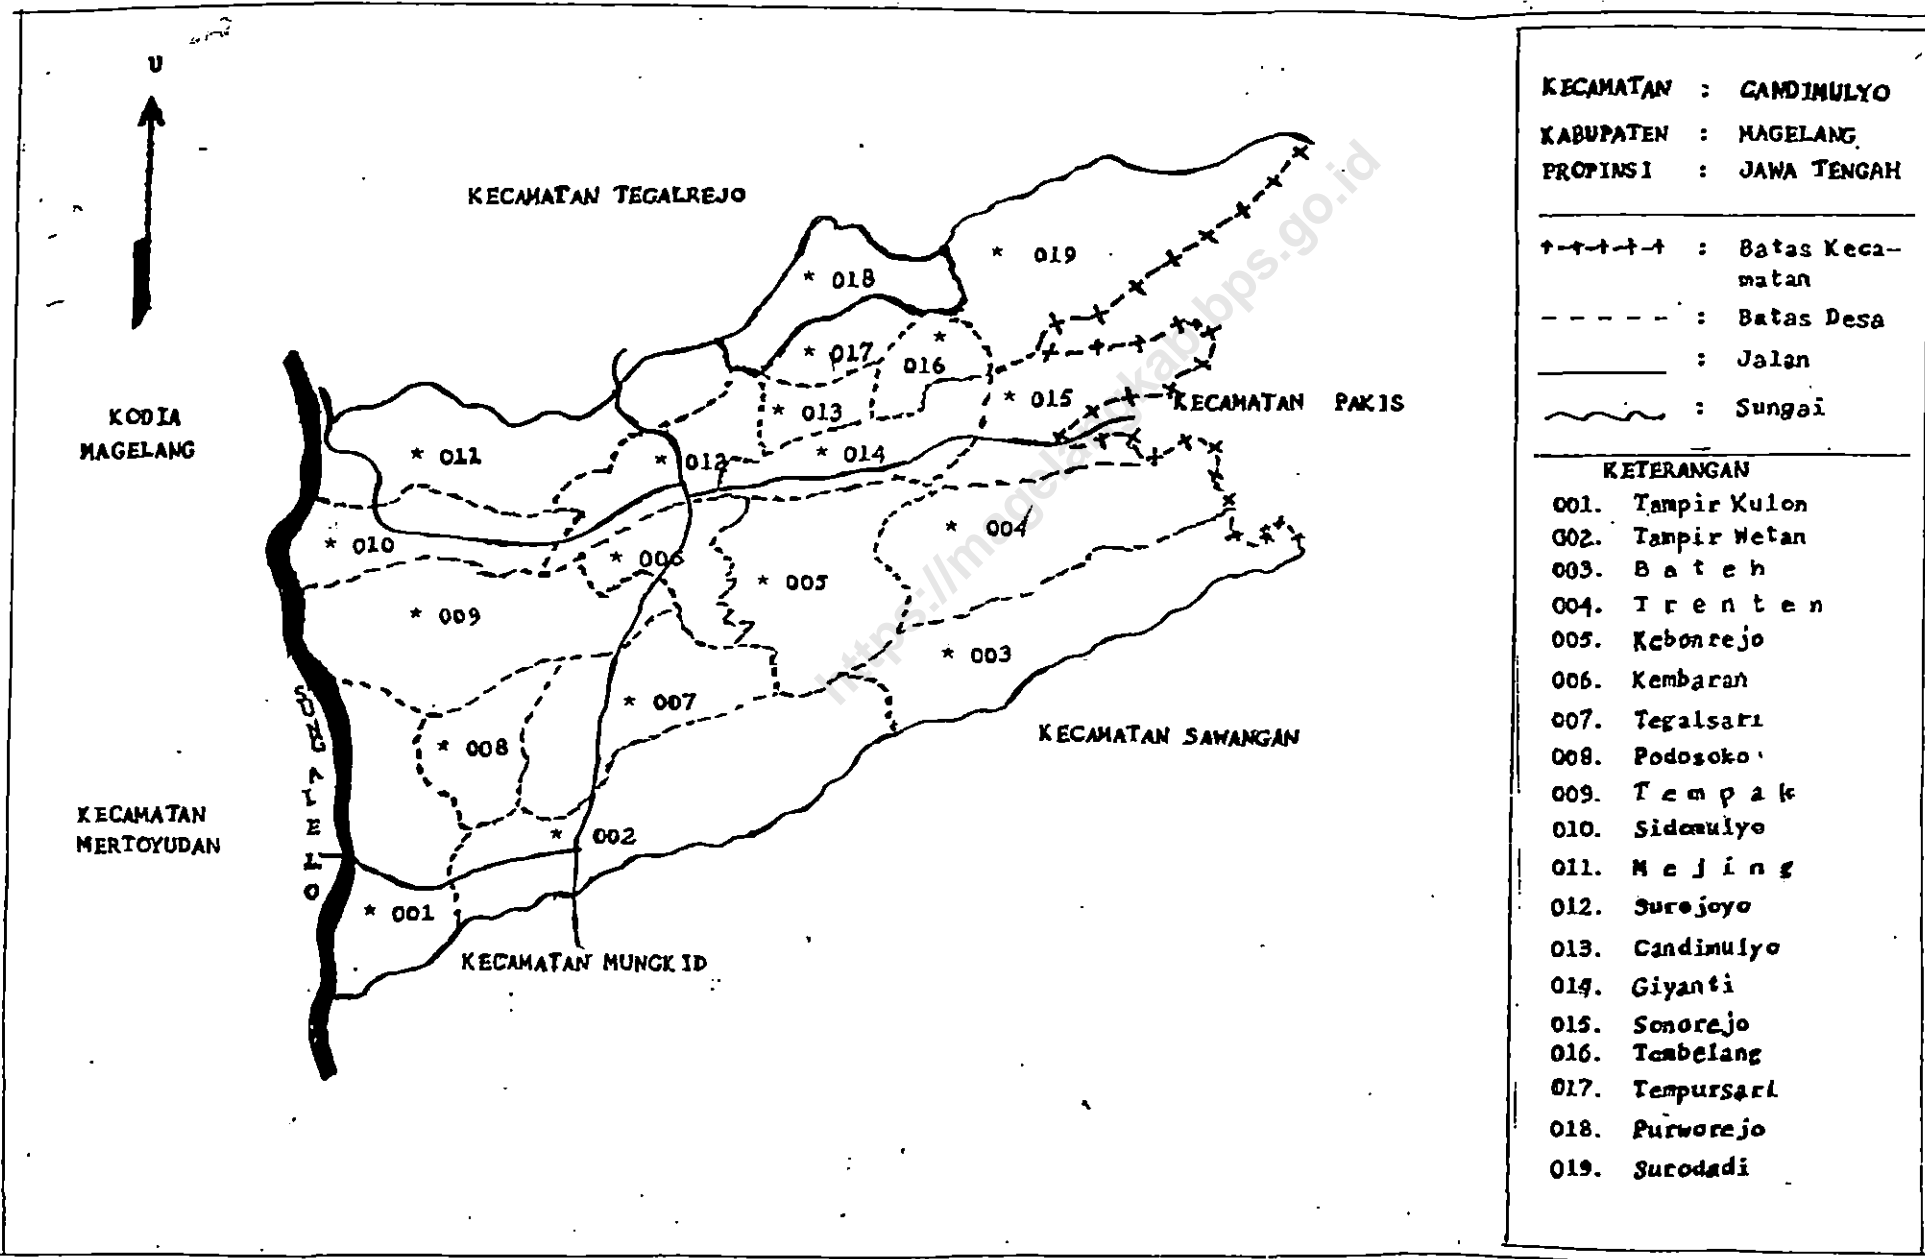 U
KECAMATAN TEGALREJO
* 019
* 018
* 017
*
016
* 013
* 015
KECAMATAN PAKIS
KODIA
MAGELANG
* 011
* 012
* 014
* 010
* 006
* 005
* 004
* 009
* 003
* 007
* 008
KECAMATAN SAWANGAN
SUNGAI ELO
KECAMATAN
MERTOYUDAN
* 002
* 001
KECAMATAN MUNGKID
https://magelangkab.bps.go.id
KECAMATAN : CANDIMULYO
KABUPATEN : MAGELANG
PROPINSI : JAWA TENGAH
: Batas Keca-
matan
: Batas Desa
: Jalan
: Sungai
KETERANGAN
001. Tampir Kulon
002. Tampir Wetan
003. B a t e h
004. T r e n t e n
005. Kebonrejo
006. Kembaran
007. Tegalsari
008. Podosoko
009. T e m p a k
010. Sidomulyo
011. M e j i n g
012. Surojoyo
013. Candimulyo
014. Giyanti
015. Sonorejo
016. Tembelang
017. Tempursari
018. Purworejo
019. Surodadi